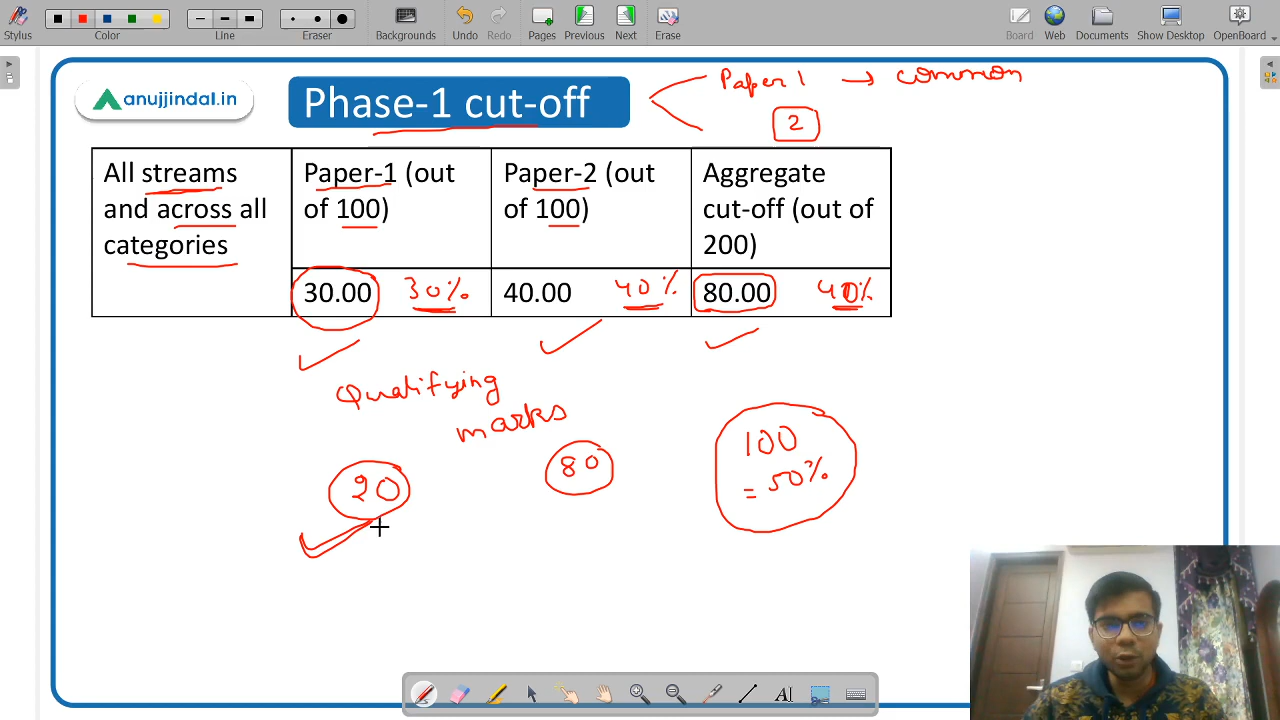 Stylus
Color
Line
Eraser
Backgrounds
Undo
Redo
Pages
Previous
Next
Erase
Board
Web
Documents
Show Desktop
OpenBoard
anujjindal.in
Phase-1 cut-off
Paper 1 → common
2
All streams
and across all
categories
Paper-1 (out
of 100)
Paper-2 (out
of 100)
Aggregate
cut-off (out of
200)
30.00 30%
40.00 40%
80.00 40%
Qualifying
marks
20
80
100
= 50%